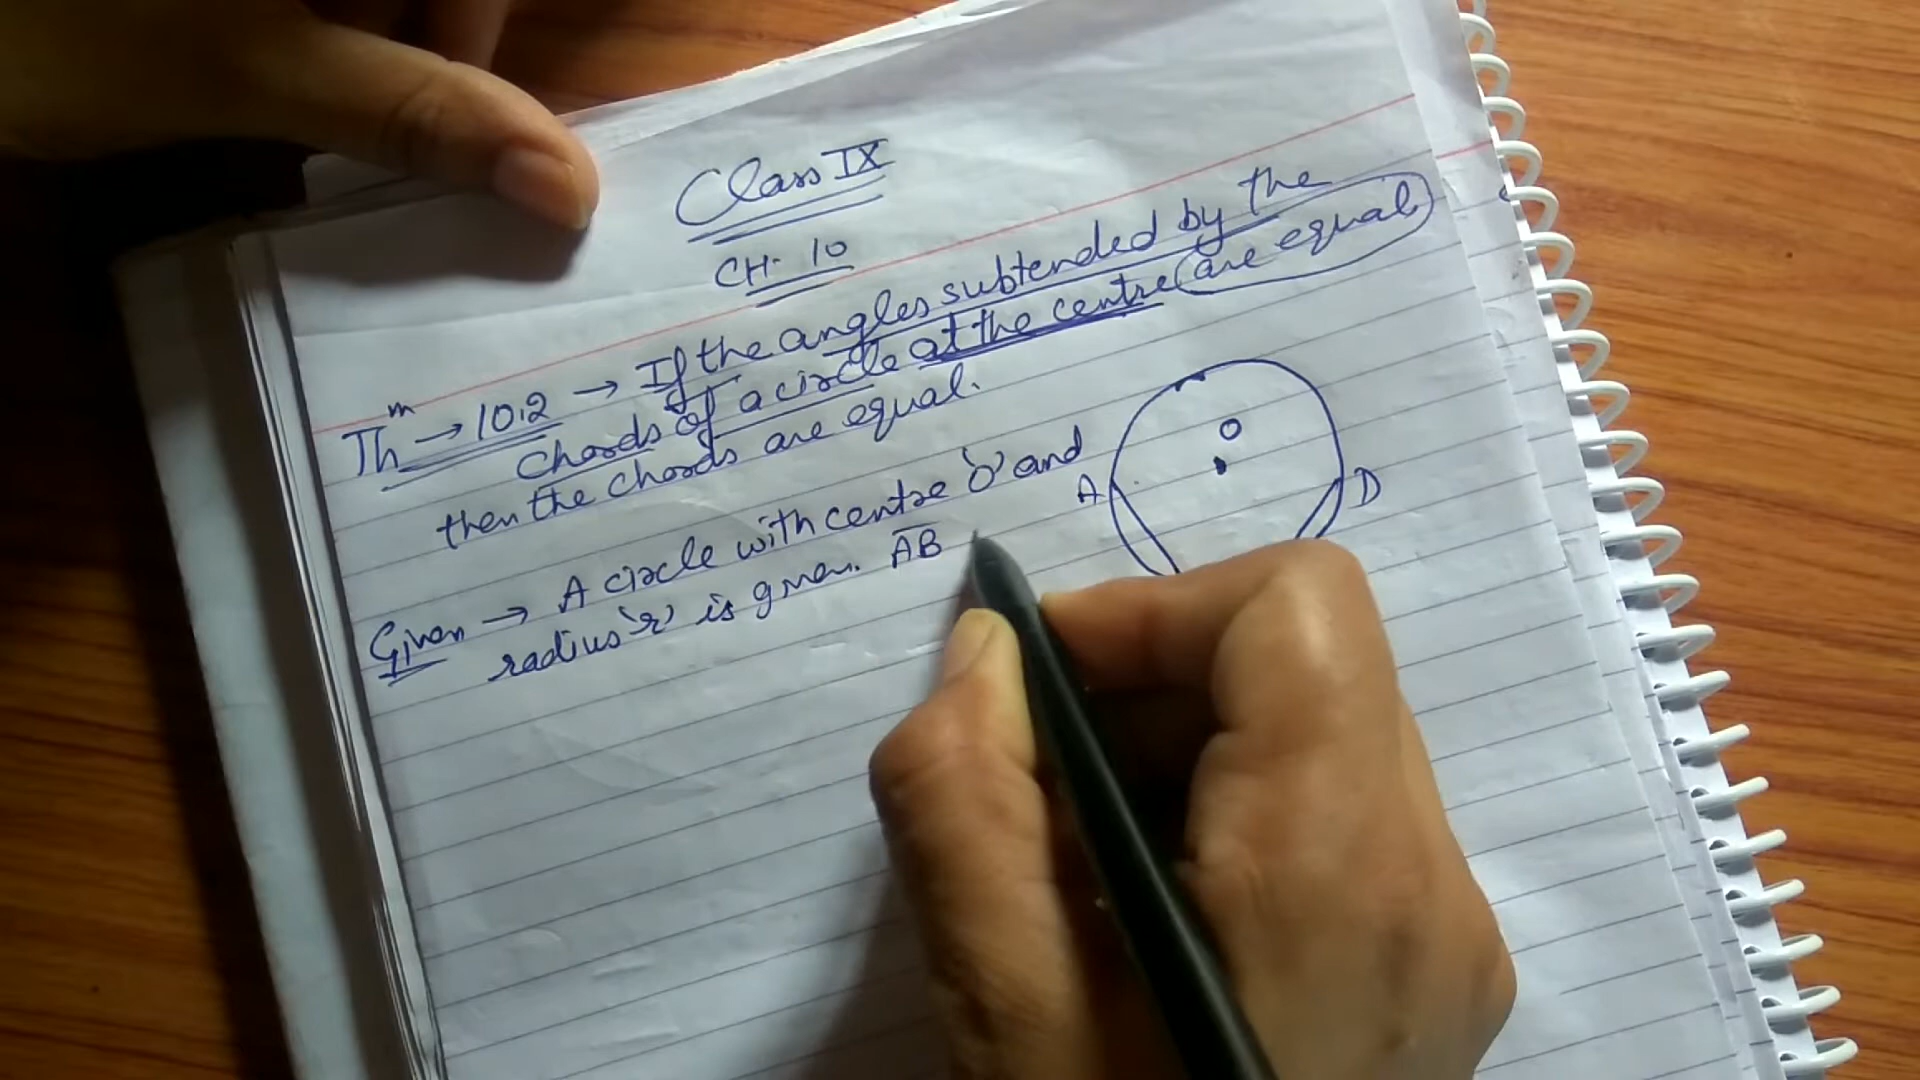 Class IX
CH. 10
Thm → 10.2 → If the angles subtended by the
chords of a circle at the centre are equal
then the chords are equal.
Given → A circle with centre 'O' and
radius 'r' is given. AB
O
A
D